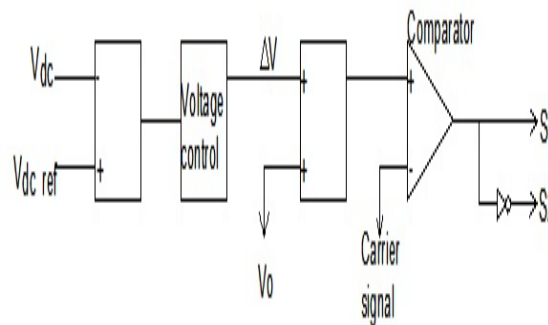 Comparator
Vdc
-
ΔV
+
+
Voltage
control
S
Vdc ref
+
+
-
S
Vo
Carrier
signal